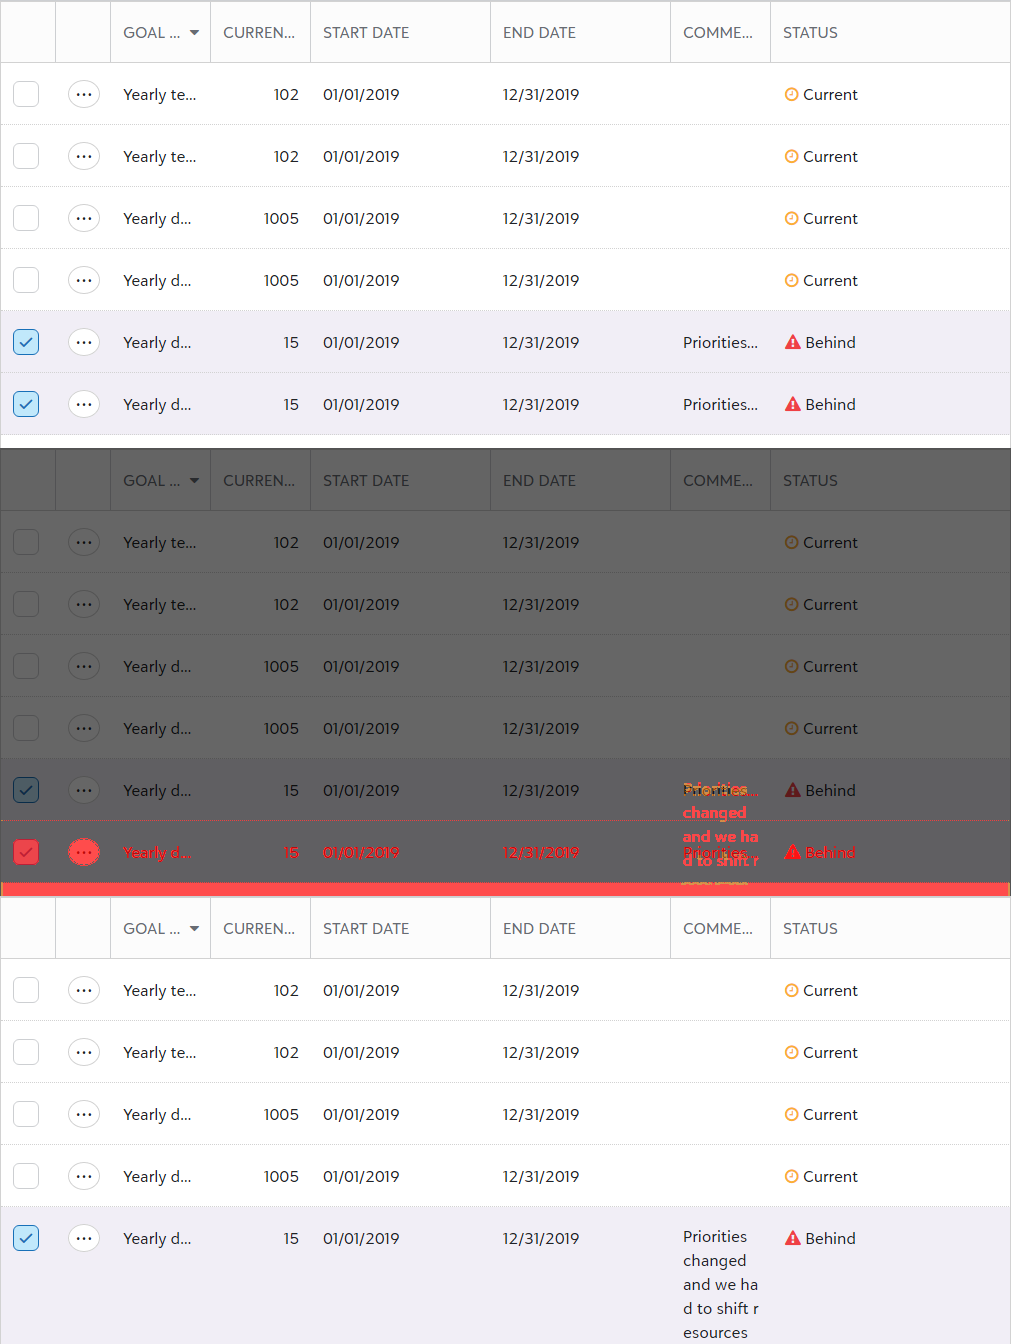 GOAL ... CURREN... START DATE END DATE COMME... STATUS
Yearly te... 102 01/01/2019 12/31/2019 Current
Yearly te... 102 01/01/2019 12/31/2019 Current
Yearly d... 1005 01/01/2019 12/31/2019 Current
Yearly d... 1005 01/01/2019 12/31/2019 Current
Yearly d... 15 01/01/2019 12/31/2019 Priorities... Behind
Yearly d... 15 01/01/2019 12/31/2019 Priorities... Behind
GOAL ... CURREN... START DATE END DATE COMME... STATUS
Yearly te... 102 01/01/2019 12/31/2019 Current
Yearly te... 102 01/01/2019 12/31/2019 Current
Yearly d... 1005 01/01/2019 12/31/2019 Current
Yearly d... 1005 01/01/2019 12/31/2019 Current
Yearly d... 15 01/01/2019 12/31/2019 Priorities... Behind
changed
and we ha
Yearly d... 15 01/01/2019 12/31/2019 Priorities... Behind
d to shift r
GOAL ... CURREN... START DATE END DATE COMME... STATUS
Yearly te... 102 01/01/2019 12/31/2019 Current
Yearly te... 102 01/01/2019 12/31/2019 Current
Yearly d... 1005 01/01/2019 12/31/2019 Current
Yearly d... 1005 01/01/2019 12/31/2019 Current
Yearly d... 15 01/01/2019 12/31/2019 Priorities Behind
changed
and we ha
d to shift r
esources